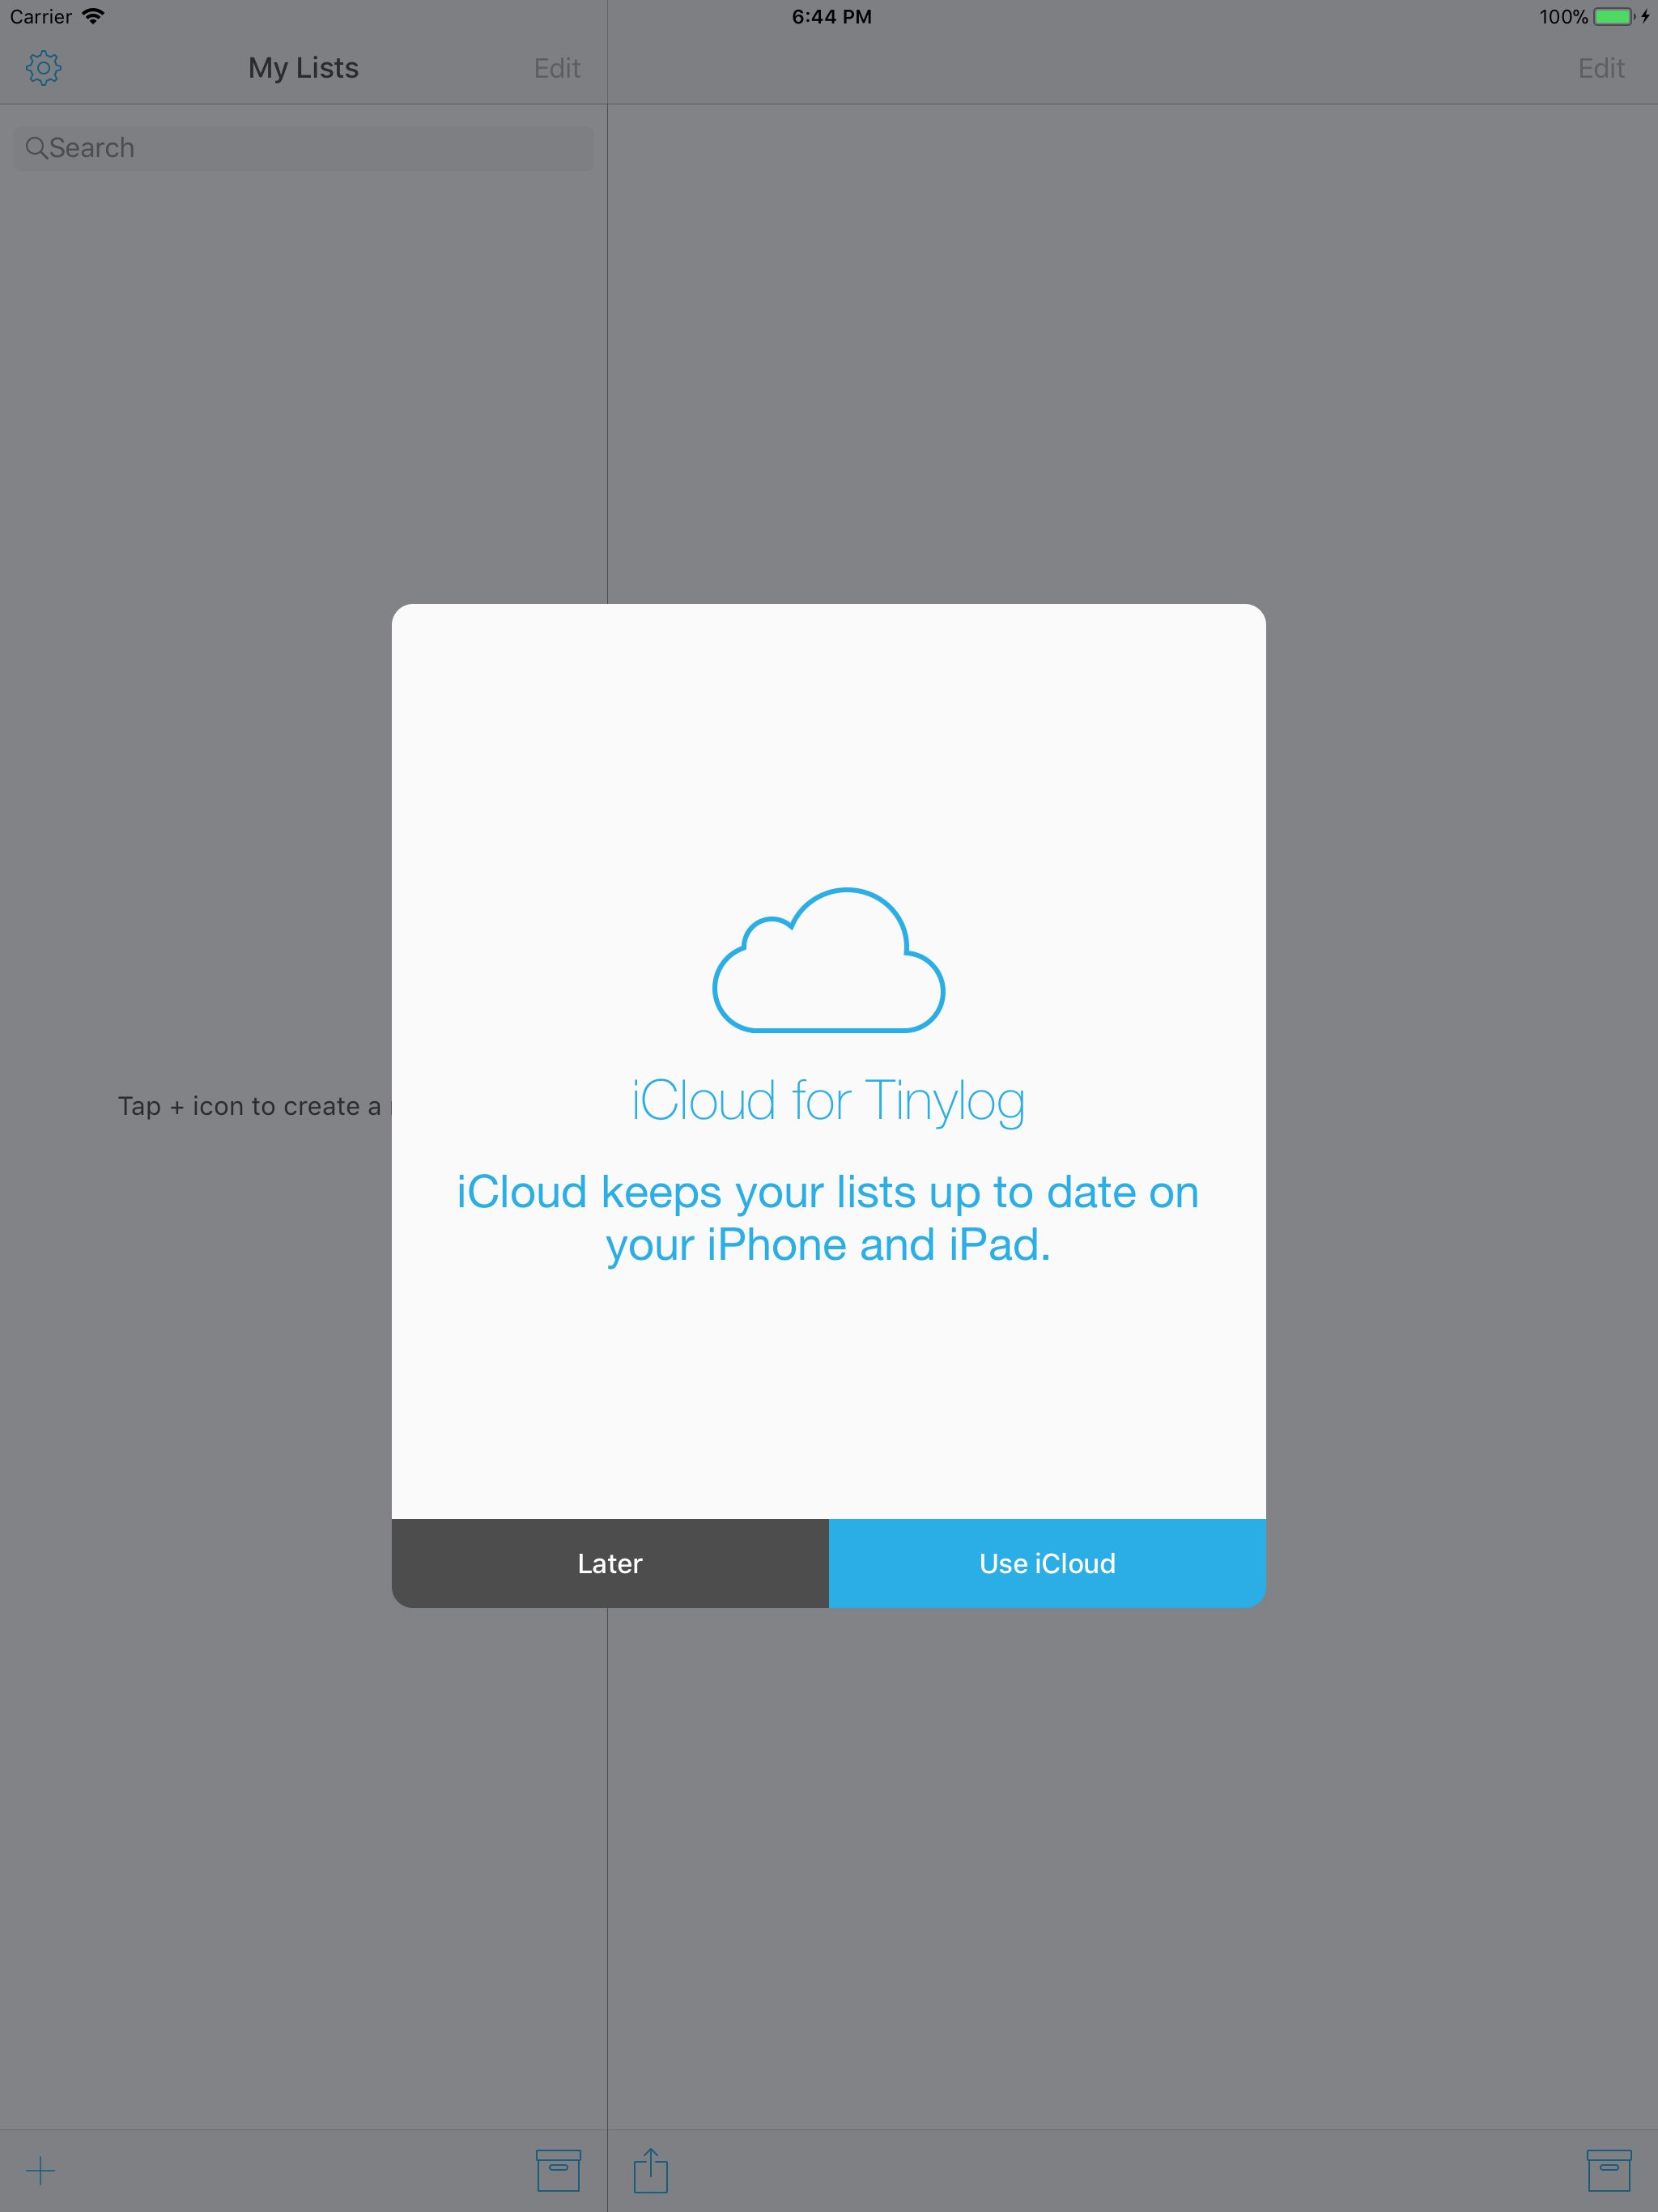 Carrier 6:44 PM 100%
My Lists Edit Edit
Search
Tap + icon to create a
iCloud for Tinylog
iCloud keeps your lists up to date on
your iPhone and iPad.
Later Use iCloud